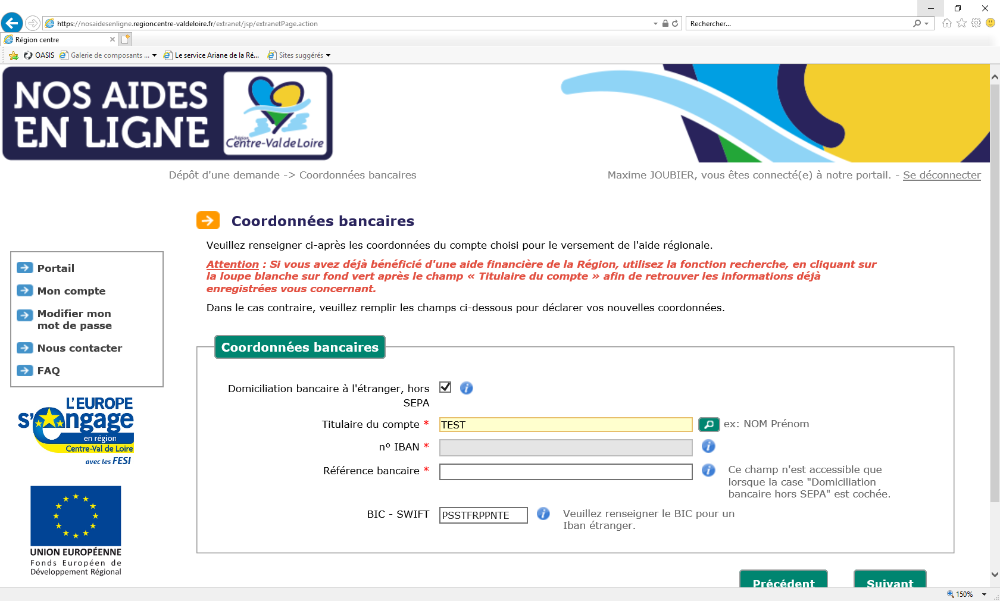 https://nosaidesenligne.regioncentre-valdeloire.fr/extranet/jsp/extranetPage.action
Rechercher...
Région centre
OASIS
Galerie de composants ...
Le service Ariane de la Ré...
Sites suggérés
NOS AIDES
EN LIGNE
Région
Centre-Val de Loire
Dépôt d'une demande -> Coordonnées bancaires
Maxime JOUBIER, vous êtes connecté(e) à notre portail. - Se déconnecter
Coordonnées bancaires
Veuillez renseigner ci-après les coordonnées du compte choisi pour le versement de l'aide régionale.
Attention : Si vous avez déjà bénéficié d'une aide financière de la Région, utilisez la fonction recherche, en cliquant sur
la loupe blanche sur fond vert après le champ « Titulaire du compte » afin de retrouver les informations déjà
enregistrées vous concernant.
Dans le cas contraire, veuillez remplir les champs ci-dessous pour déclarer vos nouvelles coordonnées.
Portail
Mon compte
Modifier mon
mot de passe
Nous contacter
FAQ
L'EUROPE
s'engage
en région
Centre-Val de Loire
avec les FESI
UNION EUROPÉENNE
Fonds Européen de
Développement Régional
Coordonnées bancaires
Domiciliation bancaire à l'étranger, hors
SEPA
Titulaire du compte * TEST ex: NOM Prénom
nº IBAN *
Référence bancaire *
Ce champ n'est accessible que
lorsque la case "Domiciliation
bancaire hors SEPA" est cochée.
BIC - SWIFT PSSTFRPPNTE
Veuillez renseigner le BIC pour un
Iban étranger.
Précédent
Suivant
150%